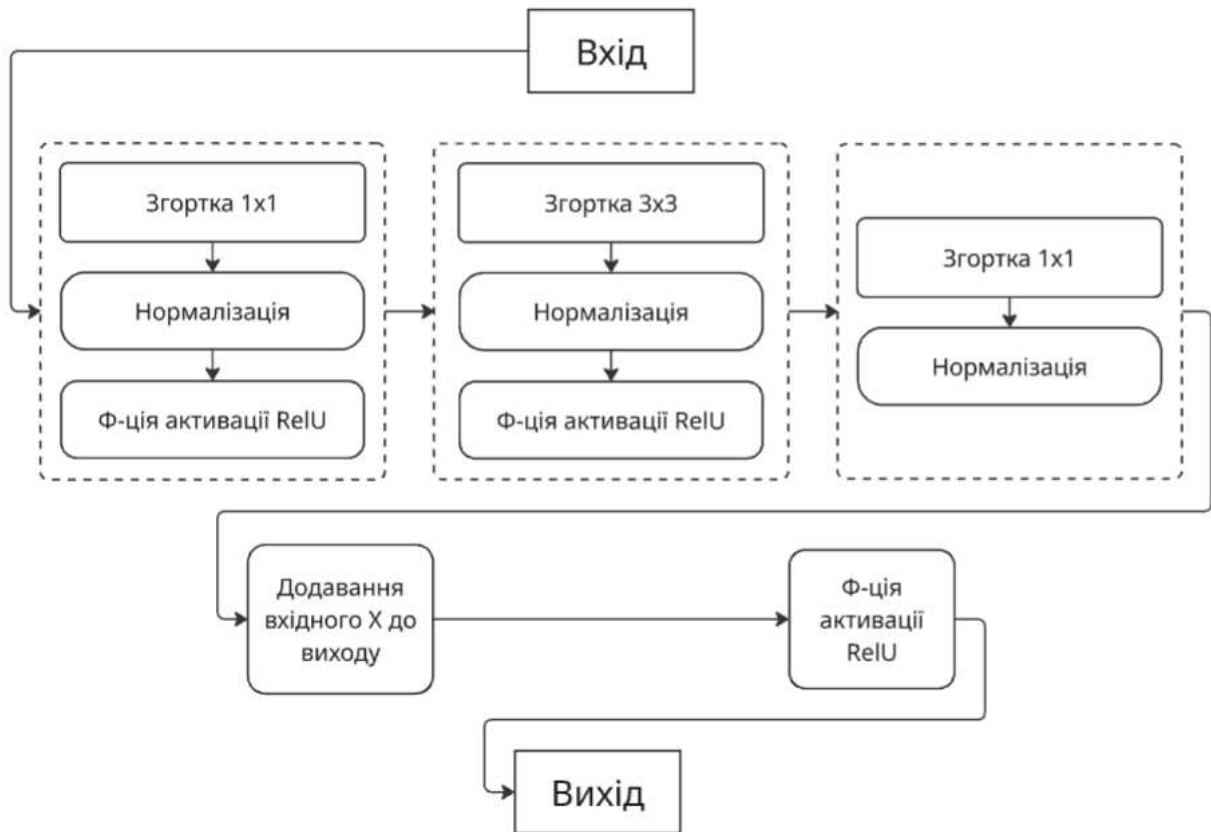 Вхід
Згортка 1x1
Нормалізація
Ф-ція активації RelU
Згортка 3x3
Нормалізація
Ф-ція активації RelU
Згортка 1x1
Нормалізація
Додавання
вхідного X до
виходу
Ф-ція
активації
RelU
Вихід